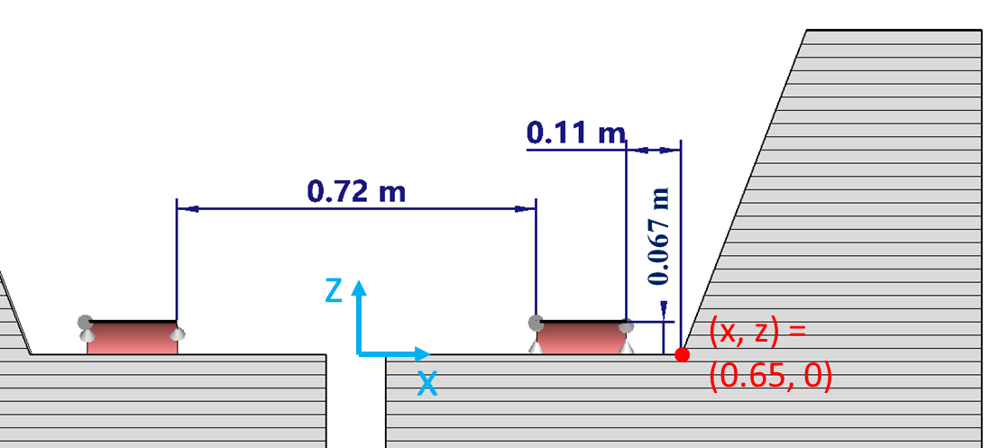 0.11 m
0.72 m
0.067 m
Z
X
(x, z) =
(0.65, 0)